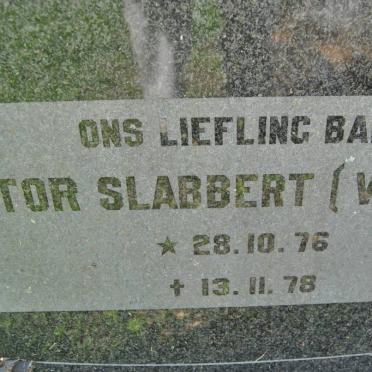 ONS LIEFLING BA
TOR SLABBERT (
★ 28.10.76
† 13.11.78